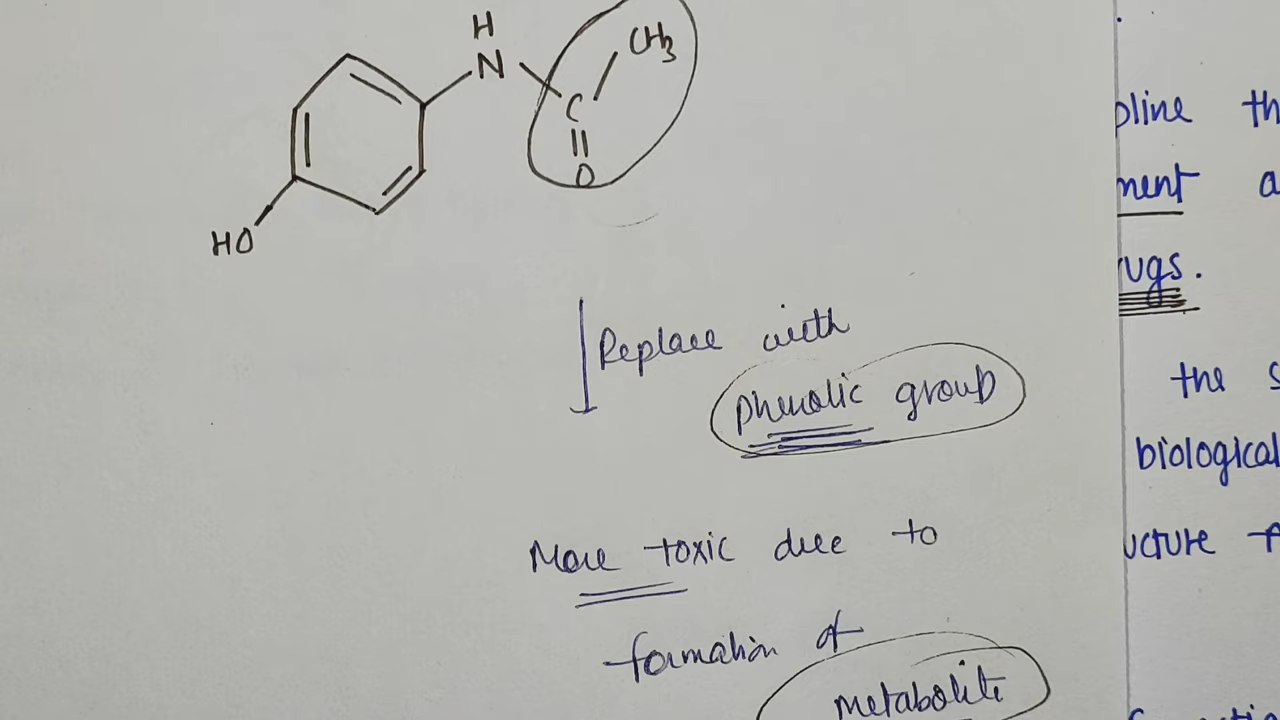 H
N
CH3
C
O
HO
Replace with
phenolic group
More toxic due to
formation of
metabolite
pline th
ment a
rugs.
the s
biological
ucture